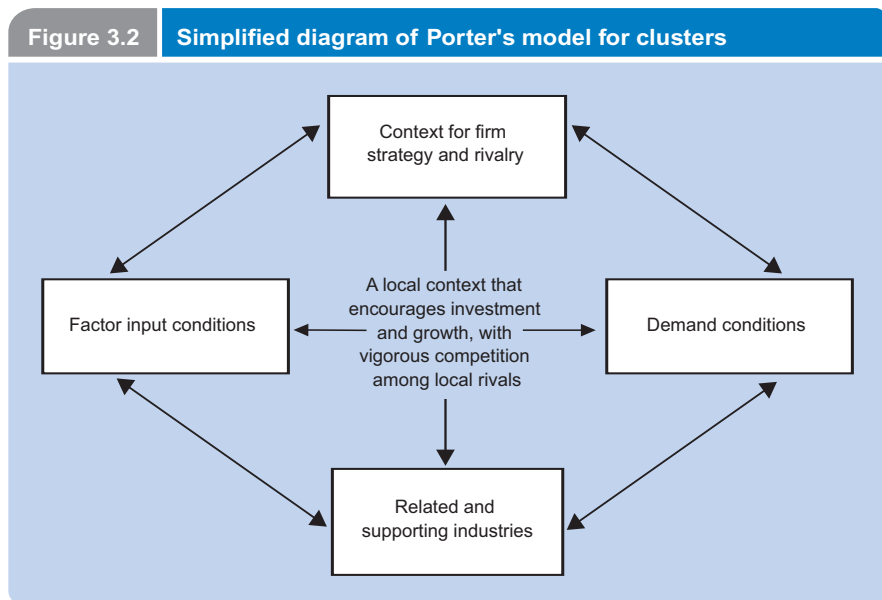 Figure 3.2
Simplified diagram of Porter's model for clusters
Context for firm
strategy and rivalry
Factor input conditions
A local context that
encourages investment
and growth, with
vigorous competition
among local rivals
Demand conditions
Related and
supporting industries